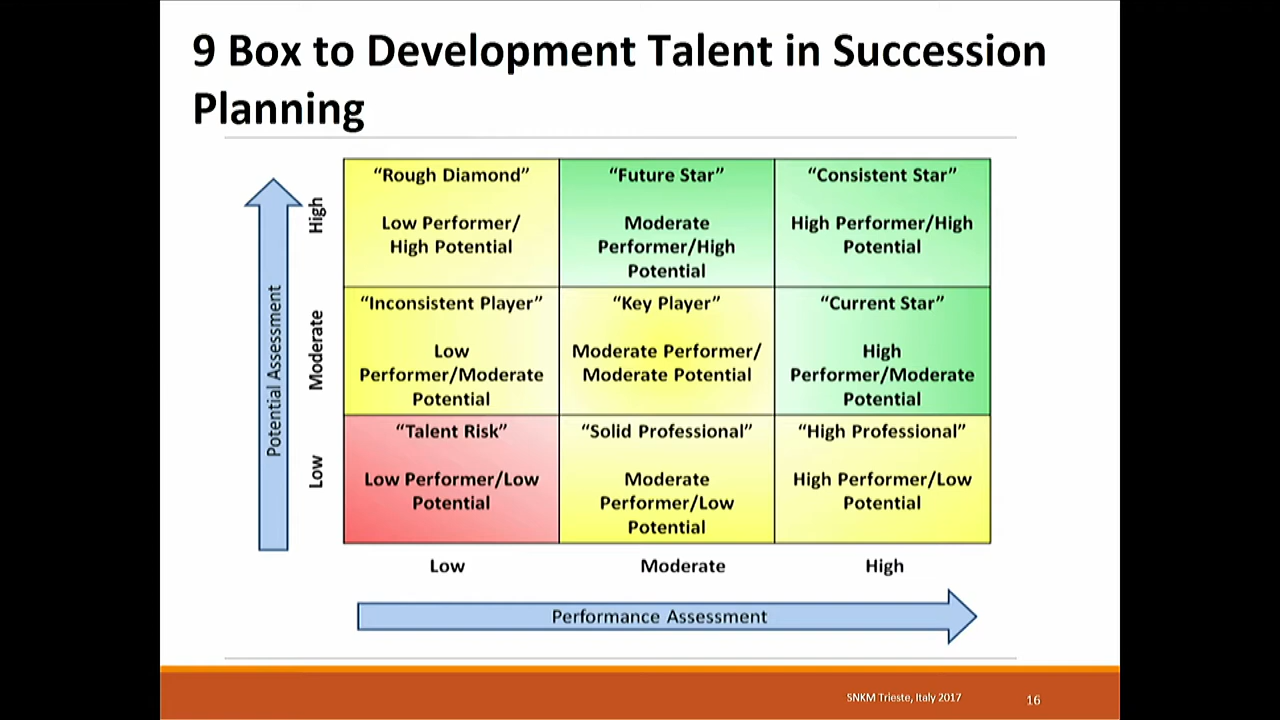 9 Box to Development Talent in Succession
Planning
Potential Assessment
High
Moderate
Low
“Rough Diamond”
Low Performer/
High Potential
“Future Star”
Moderate
Performer/High
Potential
“Consistent Star”
High Performer/High
Potential
“Inconsistent Player”
Low
Performer/Moderate
Potential
“Key Player”
Moderate Performer/
Moderate Potential
“Current Star”
High
Performer/Moderate
Potential
“Talent Risk”
Low Performer/Low
Potential
“Solid Professional”
Moderate
Performer/Low
Potential
“High Professional”
High Performer/Low
Potential
Low
Moderate
High
Performance Assessment
SNKM Trieste, Italy 2017
16